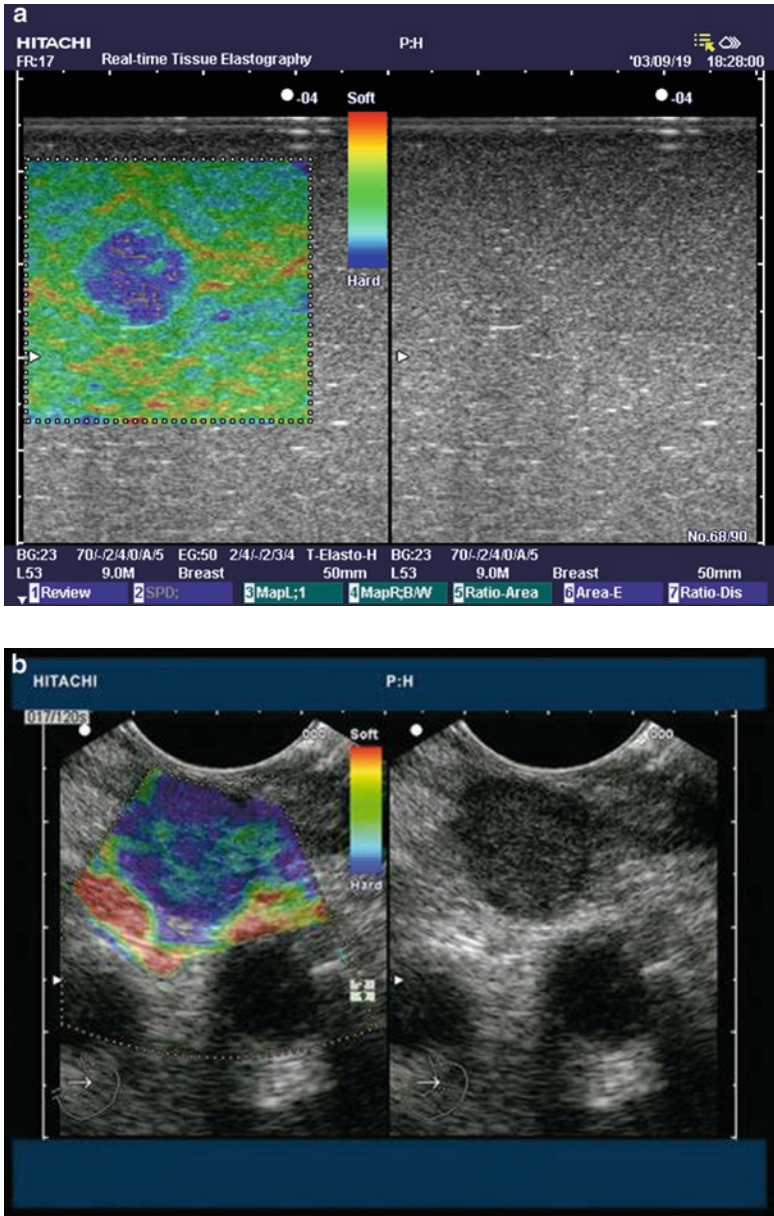 a
HITACHI P:H
FR:17 Real-time Tissue Elastography '03/09/19 18:28:00
-04 Soft -04
Hard
No.68/90
BG:23 70/-/2/4/0/A/5 EG:50 2/4/-/2/3/4 T-Elasto-H BG:23 70/-/2/4/0/A/5
L53 9.0M Breast 50mm L53 9.0M Breast 50mm
1 Review 2 SPD; 3 MapL;1 4 MapR;B/W 5 Ratio-Area 6 Area-E 7 Ratio-Dis
b
HITACHI P:H
017/120s
000 Soft 000
Hard